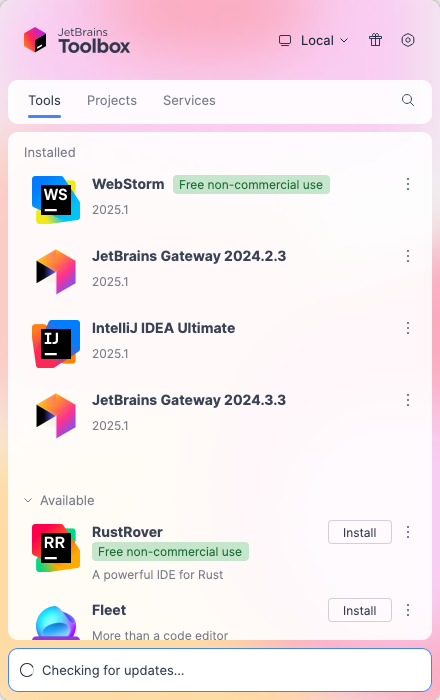 JetBrains
Toolbox
Local
Tools Projects Services
Installed
WS
WebStorm Free non-commercial use
2025.1
JetBrains Gateway 2024.2.3
2025.1
IJ
IntelliJ IDEA Ultimate
2025.1
JetBrains Gateway 2024.3.3
2025.1
Available
RR
RustRover Install
Free non-commercial use
A powerful IDE for Rust
Fleet Install
More than a code editor
Checking for updates...